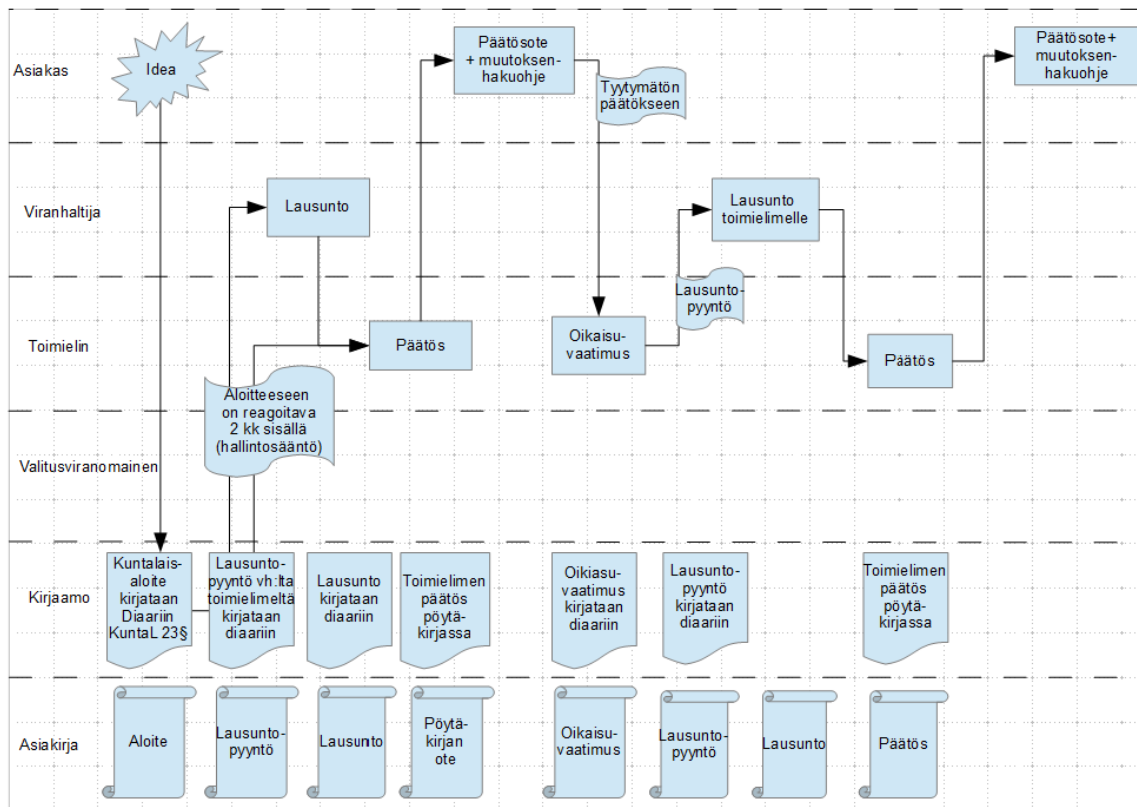 Asiakas
Idea
Päätösote
+ muutoksen-
hakuohje
Tyytymätön
päätökseen
Päätösote+
muutoksen-
hakuohje
Viranhaltija
Lausunto
Lausunto
toimielimelle
Lausunto-
pyyntö
Toimielin
Päätös
Oikaisu-
vaatimus
Päätös
Aloitteeseen
on reagoitava
2 kk sisällä
(hallintosääntö)
Valitusviranomainen
Kirjaamo
Kuntalais-
aloite
kirjataan
Diaariin
KuntaL 23§
Lausunto-
pyyntö vh:lta
toimielimeltä
kirjataan
diaariin
Lausunto
kirjataan
diaariin
Toimielimen
päätös
pöytä-
kirjassa
Oikiasu-
vaatimus
kirjataan
diaariin
Lausunto-
pyyntö
kirjataan
diaariin
Toimielimen
päätös
pöytä-
kirjassa
Asiakirja
Aloite
Lausunto-
pyyntö
Lausunto
Pöytä-
kirjan
ote
Oikaisu-
vaatimus
Lausunto-
pyyntö
Lausunto
Päätös